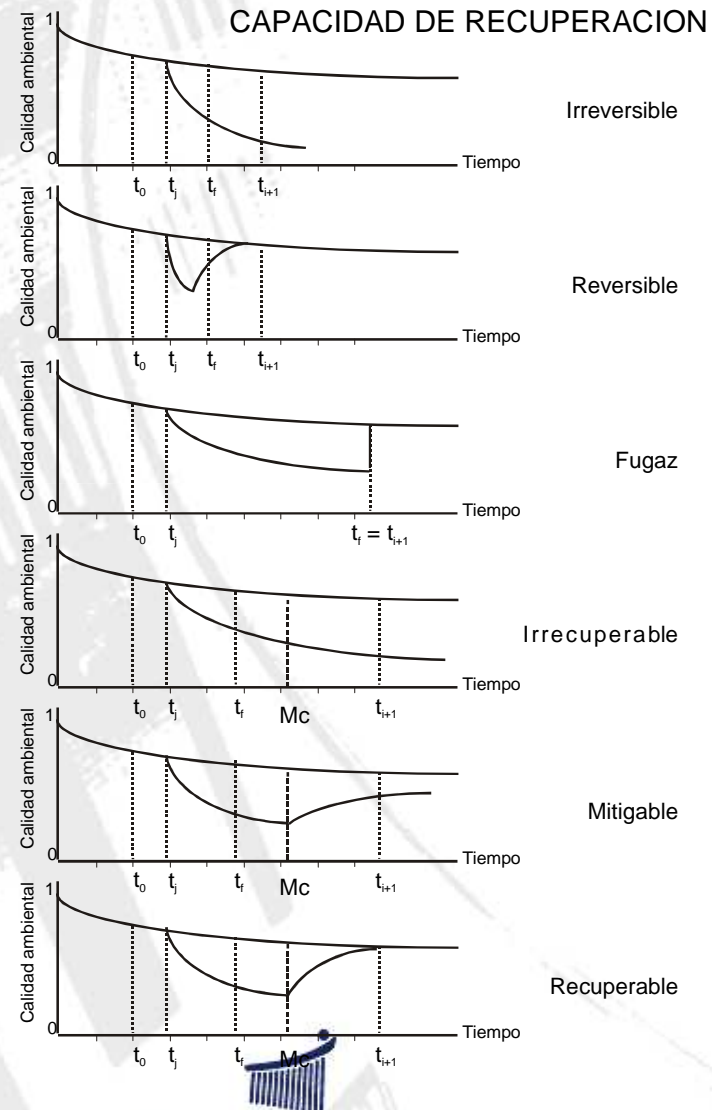 CAPACIDAD DE RECUPERACION
Calidad ambiental
1
0
Irreversible
Tiempo
t0 tj tf ti+1
Calidad ambiental
1
0
Reversible
Tiempo
t0 tj tf ti+1
Calidad ambiental
1
0
Fugaz
Tiempo
t0 tj tf = ti+1
Calidad ambiental
1
0
Irrecuperable
Tiempo
t0 tj tf Mc ti+1
Calidad ambiental
1
0
Mitigable
Tiempo
t0 tj tf Mc ti+1
Calidad ambiental
1
0
Recuperable
Tiempo
t0 tj tf Mc ti+1